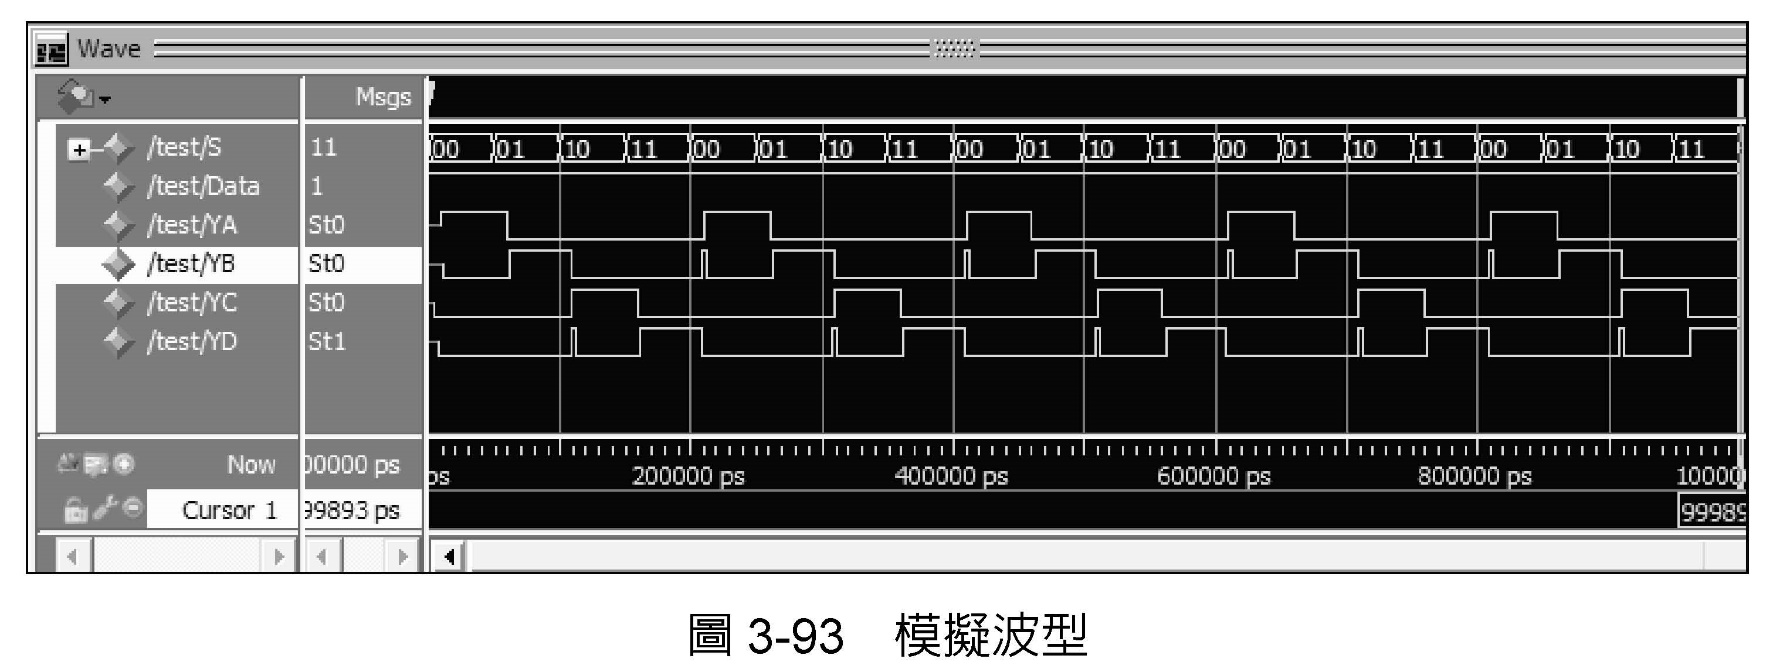 Wave
Msgs
/test/S 11 00 01 10 11 00 01 10 11 00 01 10 11 00 01 10 11 00 01 10 11
/test/Data 1
/test/YA St0
/test/YB St0
/test/YC St0
/test/YD St1
Now 00000 ps ps 200000 ps 400000 ps 600000 ps 800000 ps 10000
Cursor 1 99893 ps 99989
圖 3-93 模擬波型